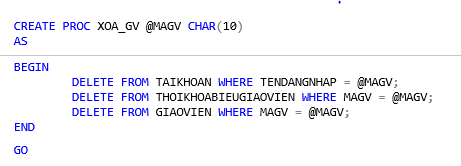 CREATE PROC XOA_GV @MAGV CHAR(10)
AS
BEGIN
DELETE FROM TAIKHOAN WHERE TENDANGNHAP = @MAGV;
DELETE FROM THOIKHOABIEUGIAOVIEN WHERE MAGV = @MAGV;
DELETE FROM GIAOVIEN WHERE MAGV = @MAGV;
END
GO